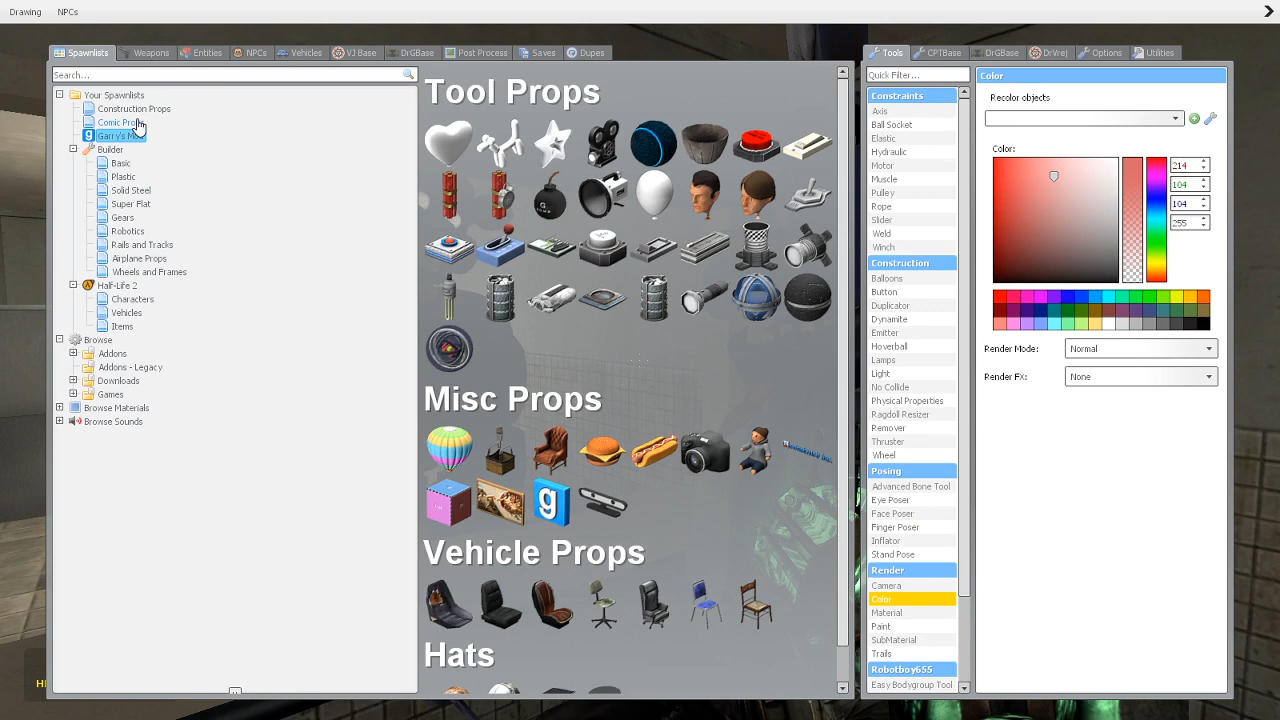 Drawing NPCs
Spawnlists Weapons Entities NPCs Vehicles VJ Base DrGBase Post Process Saves Dupes
Search...
Your Spawnlists
Construction Props
Comic Props
Garry's Mod
Builder
Basic
Plastic
Solid Steel
Super Flat
Gears
Robotics
Rails and Tracks
Airplane Props
Wheels and Frames
Half-Life 2
Characters
Vehicles
Items
Browse
Addons
Addons - Legacy
Downloads
Games
Browse Materials
Browse Sounds
Tool Props
Misc Props
g
Vehicle Props
Hats
Tools CPTBase DrGBase DrVrej Options Utilities
Quick Filter...
Constraints
Axis
Ball Socket
Elastic
Hydraulic
Motor
Muscle
Pulley
Rope
Slider
Weld
Winch
Construction
Balloons
Button
Duplicator
Dynamite
Emitter
Hoverball
Lamps
Light
No Collide
Physical Properties
Ragdoll Resizer
Remover
Thruster
Wheel
Posing
Advanced Bone Tool
Eye Poser
Face Poser
Finger Poser
Inflator
Stand Pose
Render
Camera
Color
Material
Paint
SubMaterial
Trails
Robotboy655
Easy Bodygroup Tool
Color
Recolor objects
Color:
214
104
104
255
Render Mode: Normal
Render FX: None